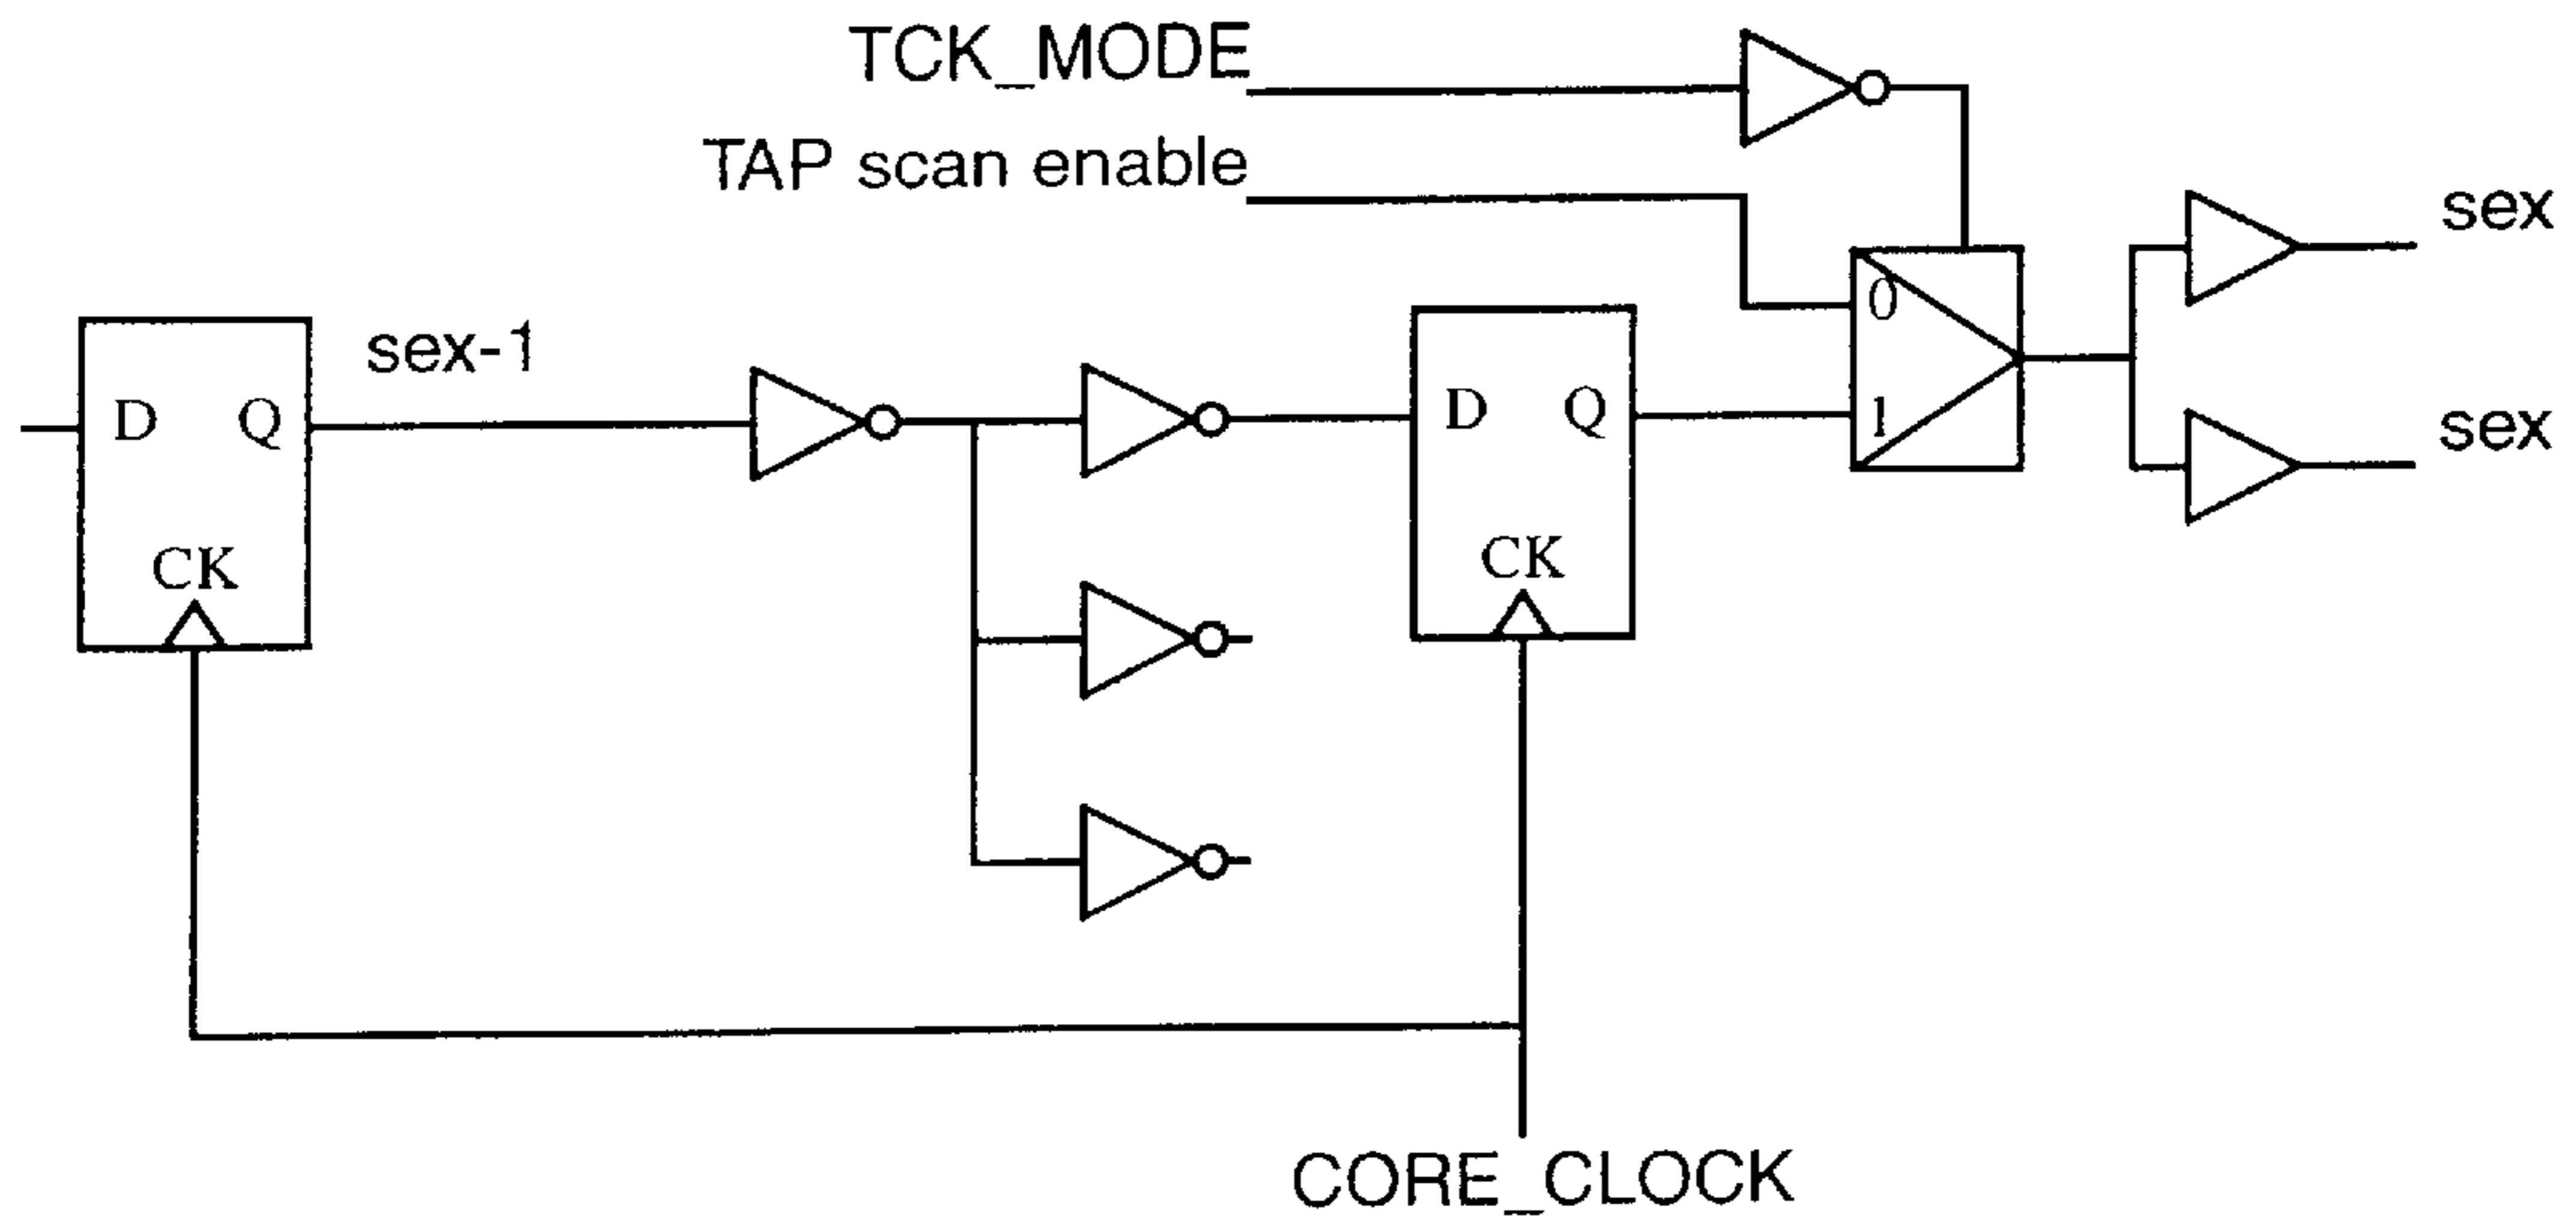 TCK_MODE
TAP scan enable
sex
0
sex-1
D Q
D Q
1
sex
CK
CK
CORE_CLOCK